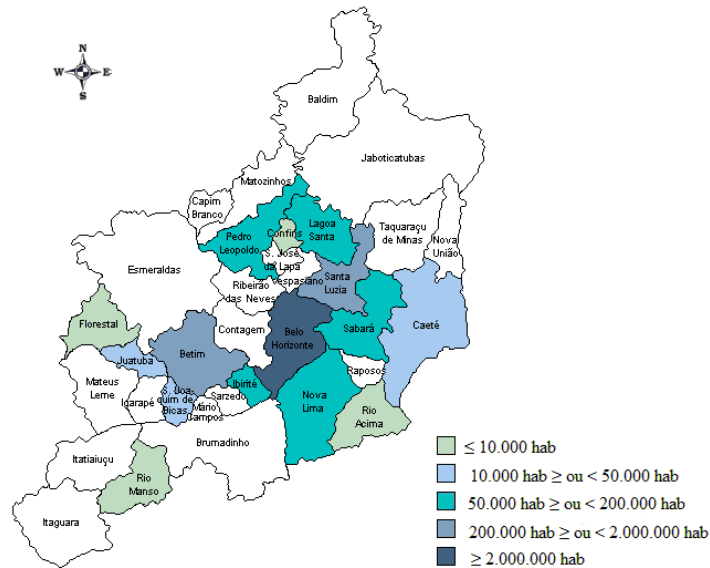 N
W E
S
Baldim
Jaboticatubas
Matozinhos
Capim
Branco
Taquaraçu
de Minas
Nova
União
Lagoa
Santa
Confins
Pedro
Leopoldo
S. José
da Lapa
Vespasiano
Esmeraldas
Ribeirão
das Neves
Santa
Luzia
Florestal
Contagem
Belo
Horizonte
Sabará
Caeté
Juatuba
Betim
Raposos
Mateus
Leme
Igarapé
S. Joa-
quim de
Bicas
Ibirité
Sarzedo
Mário
Campos
Nova
Lima
Rio
Acima
Brumadinho
Itatiaiuçu
Rio
Manso
Itaguara
≤ 10.000 hab
10.000 hab ≥ ou < 50.000 hab
50.000 hab ≥ ou < 200.000 hab
200.000 hab ≥ ou < 2.000.000 hab
≥ 2.000.000 hab